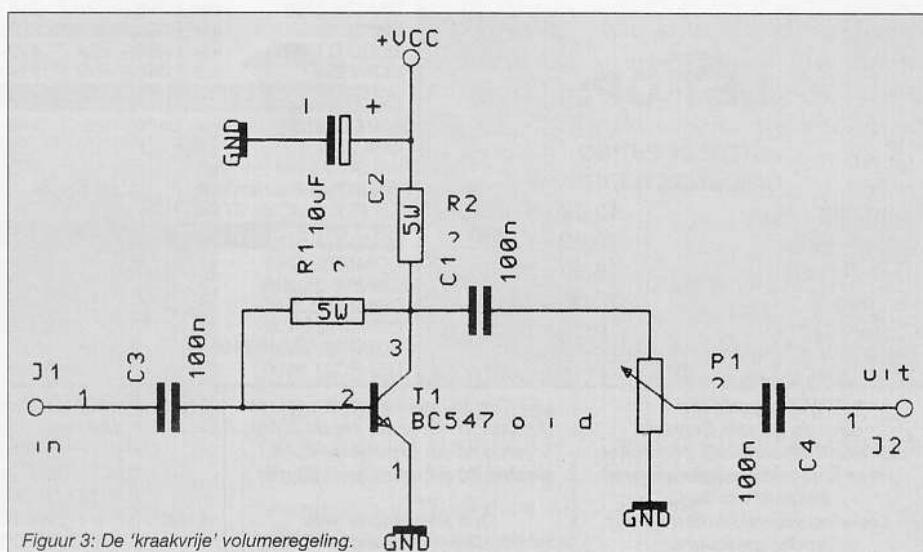 +VCC
- +
GND
10uF
C2
R1 ?
5W
R2
?
C1
100n
5W
C3
100n
J1
1
in
2
3
T1
BC547 o i d
1
GND
P1
?
GND
100n
C4
uit
1
J2
Figuur 3: De 'kraakvrije' volumeregeling.